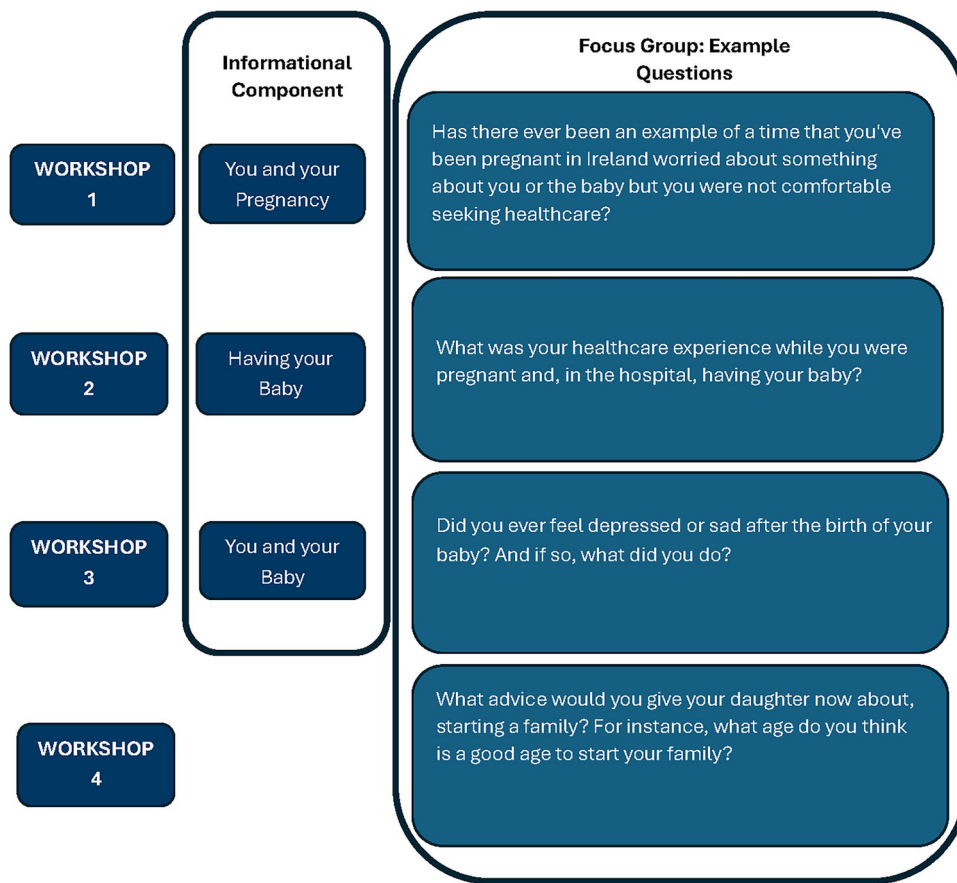 Informational
Component
Focus Group: Example
Questions
WORKSHOP
1
You and your
Pregnancy
Has there ever been an example of a time that you've
been pregnant in Ireland worried about something
about you or the baby but you were not comfortable
seeking healthcare?
WORKSHOP
2
Having your
Baby
What was your healthcare experience while you were
pregnant and, in the hospital, having your baby?
WORKSHOP
3
You and your
Baby
Did you ever feel depressed or sad after the birth of your
baby? And if so, what did you do?
WORKSHOP
4
What advice would you give your daughter now about,
starting a family? For instance, what age do you think
is a good age to start your family?